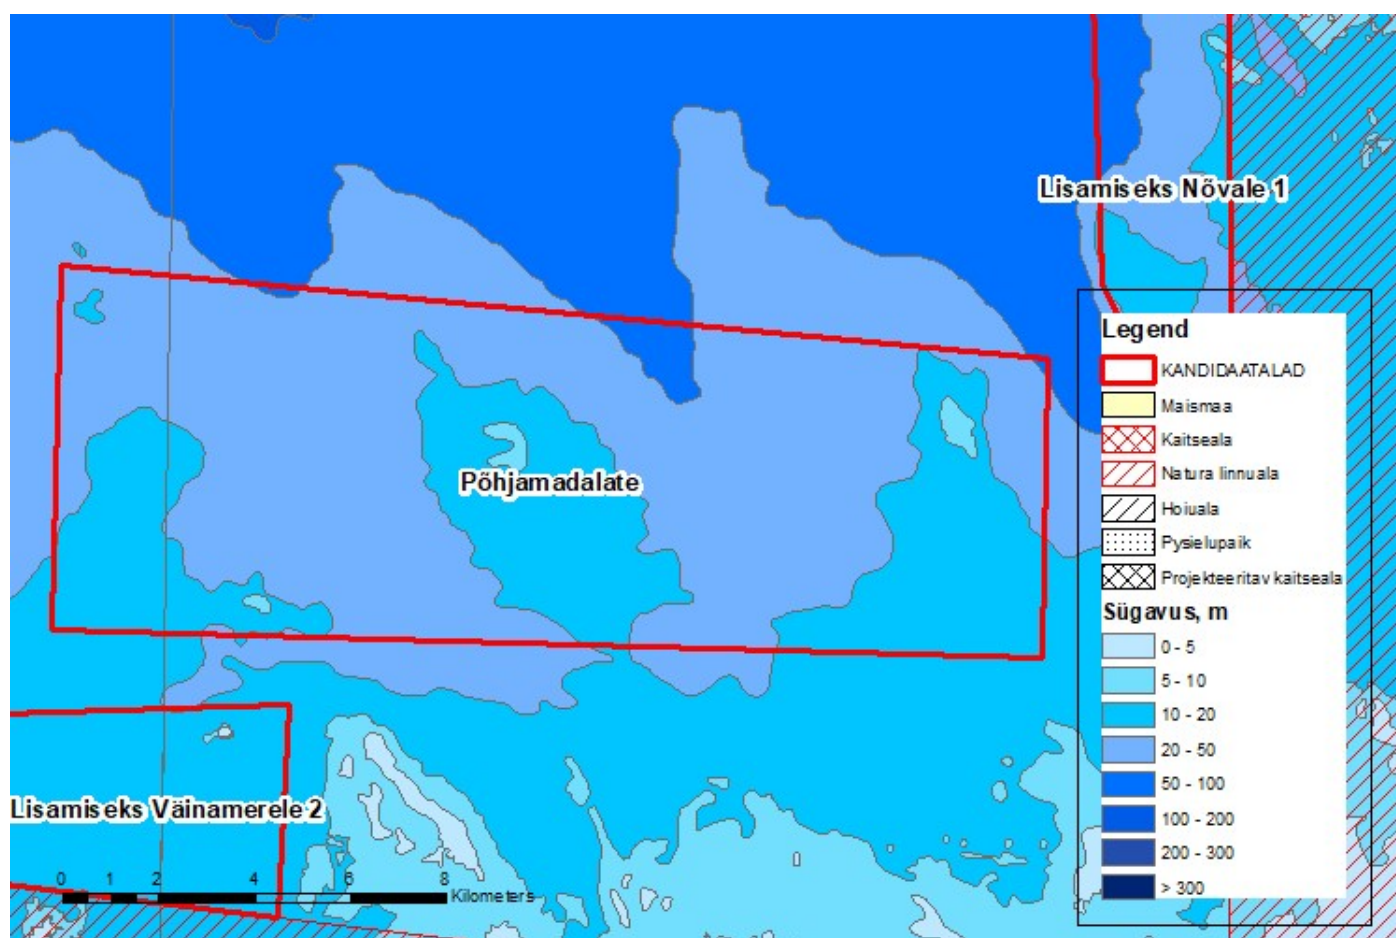 Lisamiseks Nõvale 1
Põhjamadalate
Lisamiseks Väinamerele 2
0 1 2 4 6 8
Kilometers
Legend
KANDIDAATALAD
Maismaa
Kaitseala
Natura linnuala
Hoiuala
Pysielupaik
Projekteeritav kaitseala
Sügavus, m
0 - 5
5 - 10
10 - 20
20 - 50
50 - 100
100 - 200
200 - 300
> 300